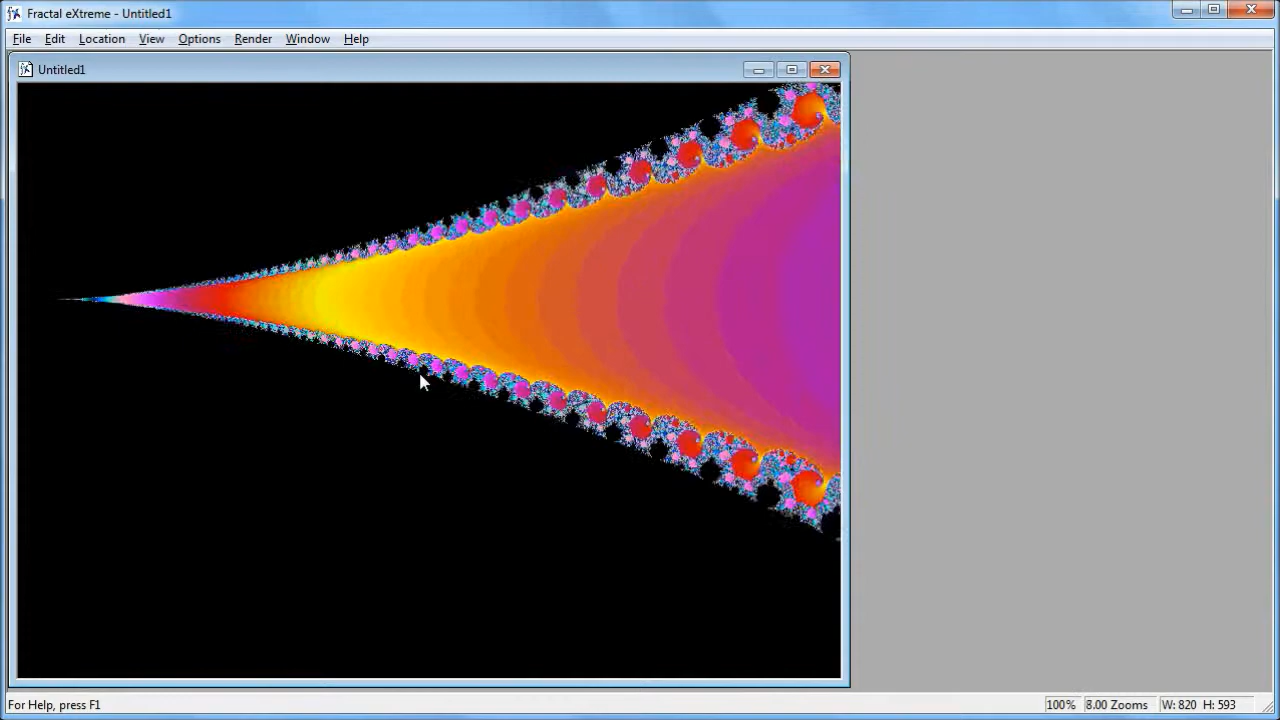 Fractal eXtreme - Untitled1
File Edit Location View Options Render Window Help
Untitled1
For Help, press F1 100% 8.00 Zooms W: 820 H: 593